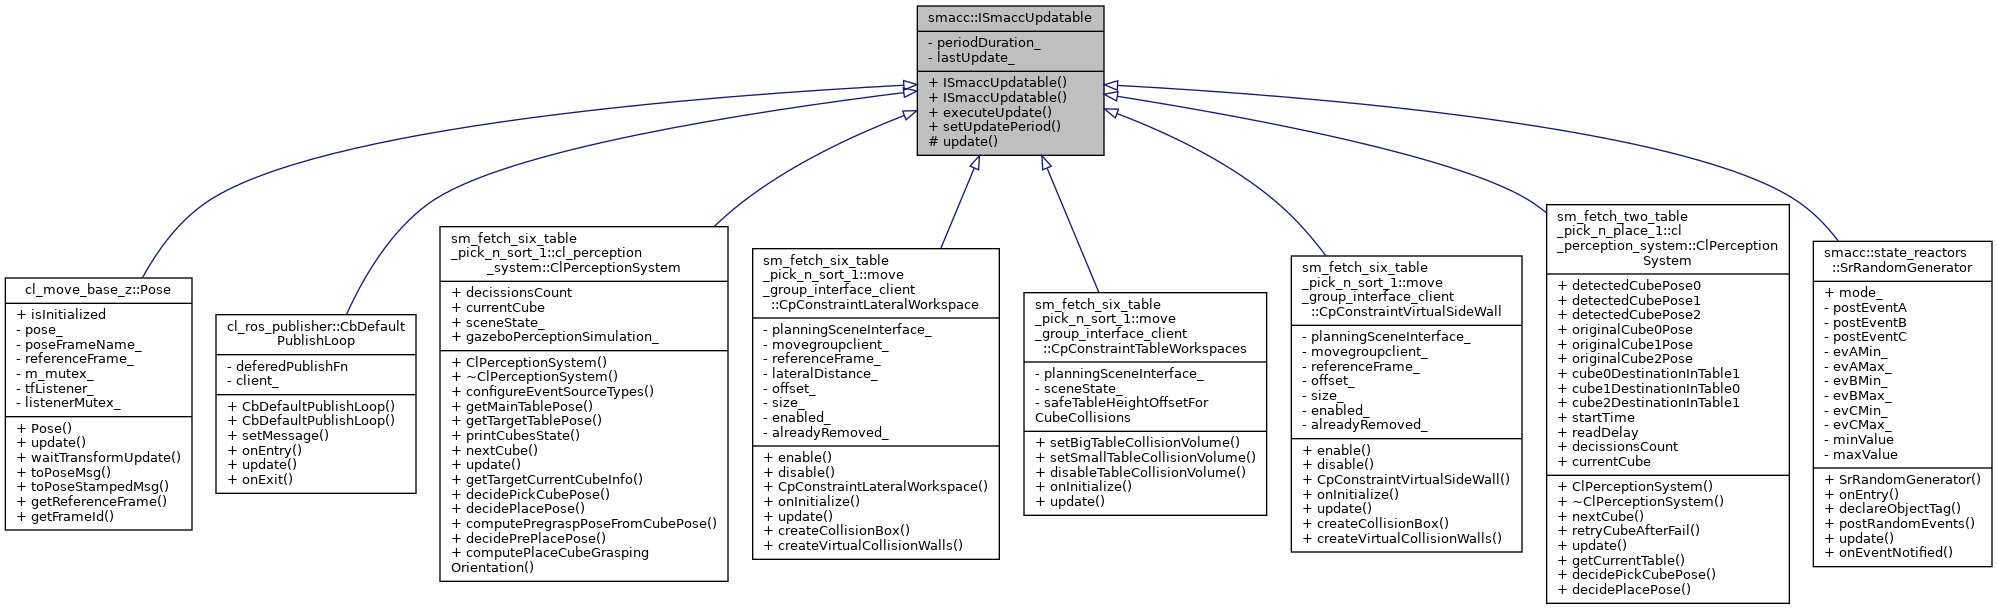 smacc::ISmaccUpdatable
- periodDuration_
- lastUpdate_
+ ISmaccUpdatable()
+ ISmaccUpdatable()
+ executeUpdate()
+ setUpdatePeriod()
# update()
cl_move_base_z::Pose
+ isInitialized
- pose_
- poseFrameName_
- referenceFrame_
- m_mutex_
- tfListener_
- listenerMutex_
+ Pose()
+ update()
+ waitTransformUpdate()
+ toPoseMsg()
+ toPoseStampedMsg()
+ getReferenceFrame()
+ getFrameId()
cl_ros_publisher::CbDefault
PublishLoop
- deferedPublishFn
- client_
+ CbDefaultPublishLoop()
+ CbDefaultPublishLoop()
+ setMessage()
+ onEntry()
+ update()
+ onExit()
sm_fetch_six_table
_pick_n_sort_1::cl_perception
_system::ClPerceptionSystem
+ decissionsCount
+ currentCube
+ sceneState_
+ gazeboPerceptionSimulation_
+ ClPerceptionSystem()
+ ~ClPerceptionSystem()
+ configureEventSourceTypes()
+ getMainTablePose()
+ getTargetTablePose()
+ printCubesState()
+ nextCube()
+ update()
+ getTargetCurrentCubeInfo()
+ decidePickCubePose()
+ decidePlacePose()
+ computePregraspPoseFromCubePose()
+ decidePrePlacePose()
+ computePlaceCubeGrasping
Orientation()
sm_fetch_six_table
_pick_n_sort_1::move
_group_interface_client
::CpConstraintLateralWorkspace
- planningSceneInterface_
- movegroupclient_
- referenceFrame_
- lateralDistance_
- offset_
- size_
- enabled_
- alreadyRemoved_
+ enable()
+ disable()
+ CpConstraintLateralWorkspace()
+ onInitialize()
+ update()
+ createCollisionBox()
+ createVirtualCollisionWalls()
sm_fetch_six_table
_pick_n_sort_1::move
_group_interface_client
::CpConstraintTableWorkspaces
- planningSceneInterface_
- sceneState_
- safeTableHeightOffsetFor
CubeCollisions
+ setBigTableCollisionVolume()
+ setSmallTableCollisionVolume()
+ disableTableCollisionVolume()
+ onInitialize()
+ update()
sm_fetch_six_table
_pick_n_sort_1::move
_group_interface_client
::CpConstraintVirtualSideWall
- planningSceneInterface_
- movegroupclient_
- referenceFrame_
- offset_
- size_
- enabled_
- alreadyRemoved_
+ enable()
+ disable()
+ CpConstraintVirtualSideWall()
+ onInitialize()
+ update()
+ createCollisionBox()
+ createVirtualCollisionWalls()
sm_fetch_two_table
_pick_n_place_1::cl
_perception_system::ClPerception
System
+ detectedCubePose0
+ detectedCubePose1
+ detectedCubePose2
+ originalCube0Pose
+ originalCube1Pose
+ originalCube2Pose
+ cube0DestinationInTable1
+ cube1DestinationInTable0
+ cube2DestinationInTable1
+ startTime
+ readDelay
+ decissionsCount
+ currentCube
+ ClPerceptionSystem()
+ ~ClPerceptionSystem()
+ nextCube()
+ retryCubeAfterFail()
+ update()
+ getCurrentTable()
+ decidePickCubePose()
+ decidePlacePose()
smacc::state_reactors
::SrRandomGenerator
+ mode_
- postEventA
- postEventB
- postEventC
- evAMin_
- evAMax_
- evBMin_
- evBMax_
- evCMin_
- evCMax_
- minValue
- maxValue
+ SrRandomGenerator()
+ onEntry()
+ declareObjectTag()
+ postRandomEvents()
+ update()
+ onEventNotified()